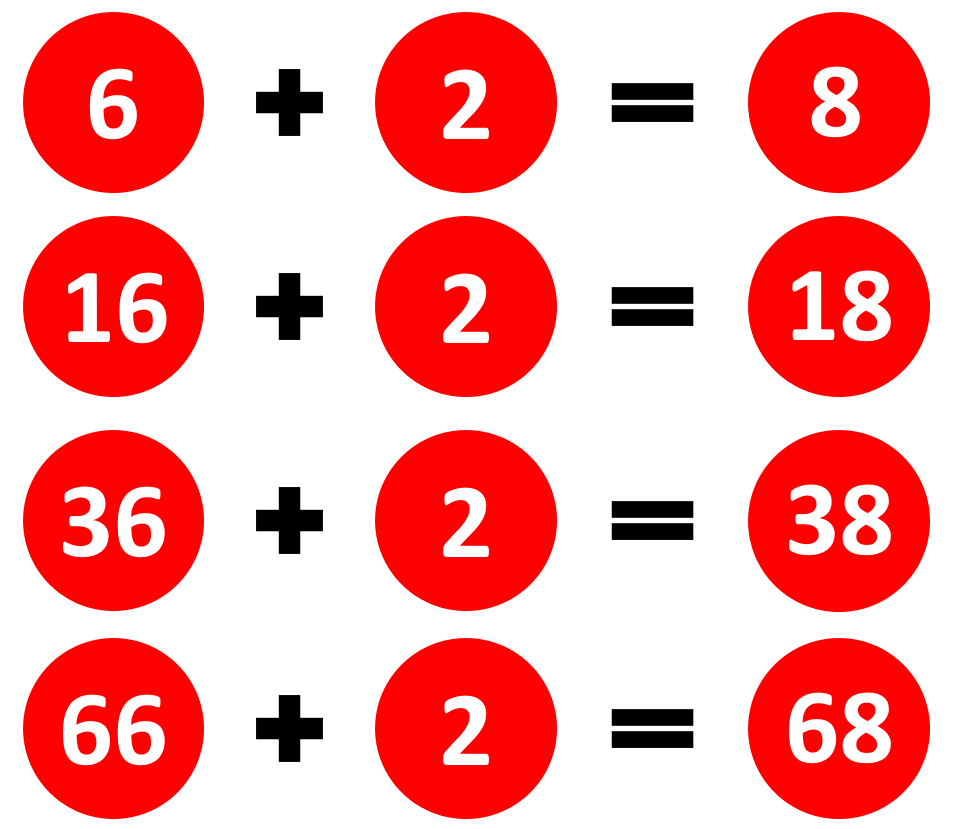 6 + 2 = 8
16 + 2 = 18
36 + 2 = 38
66 + 2 = 68